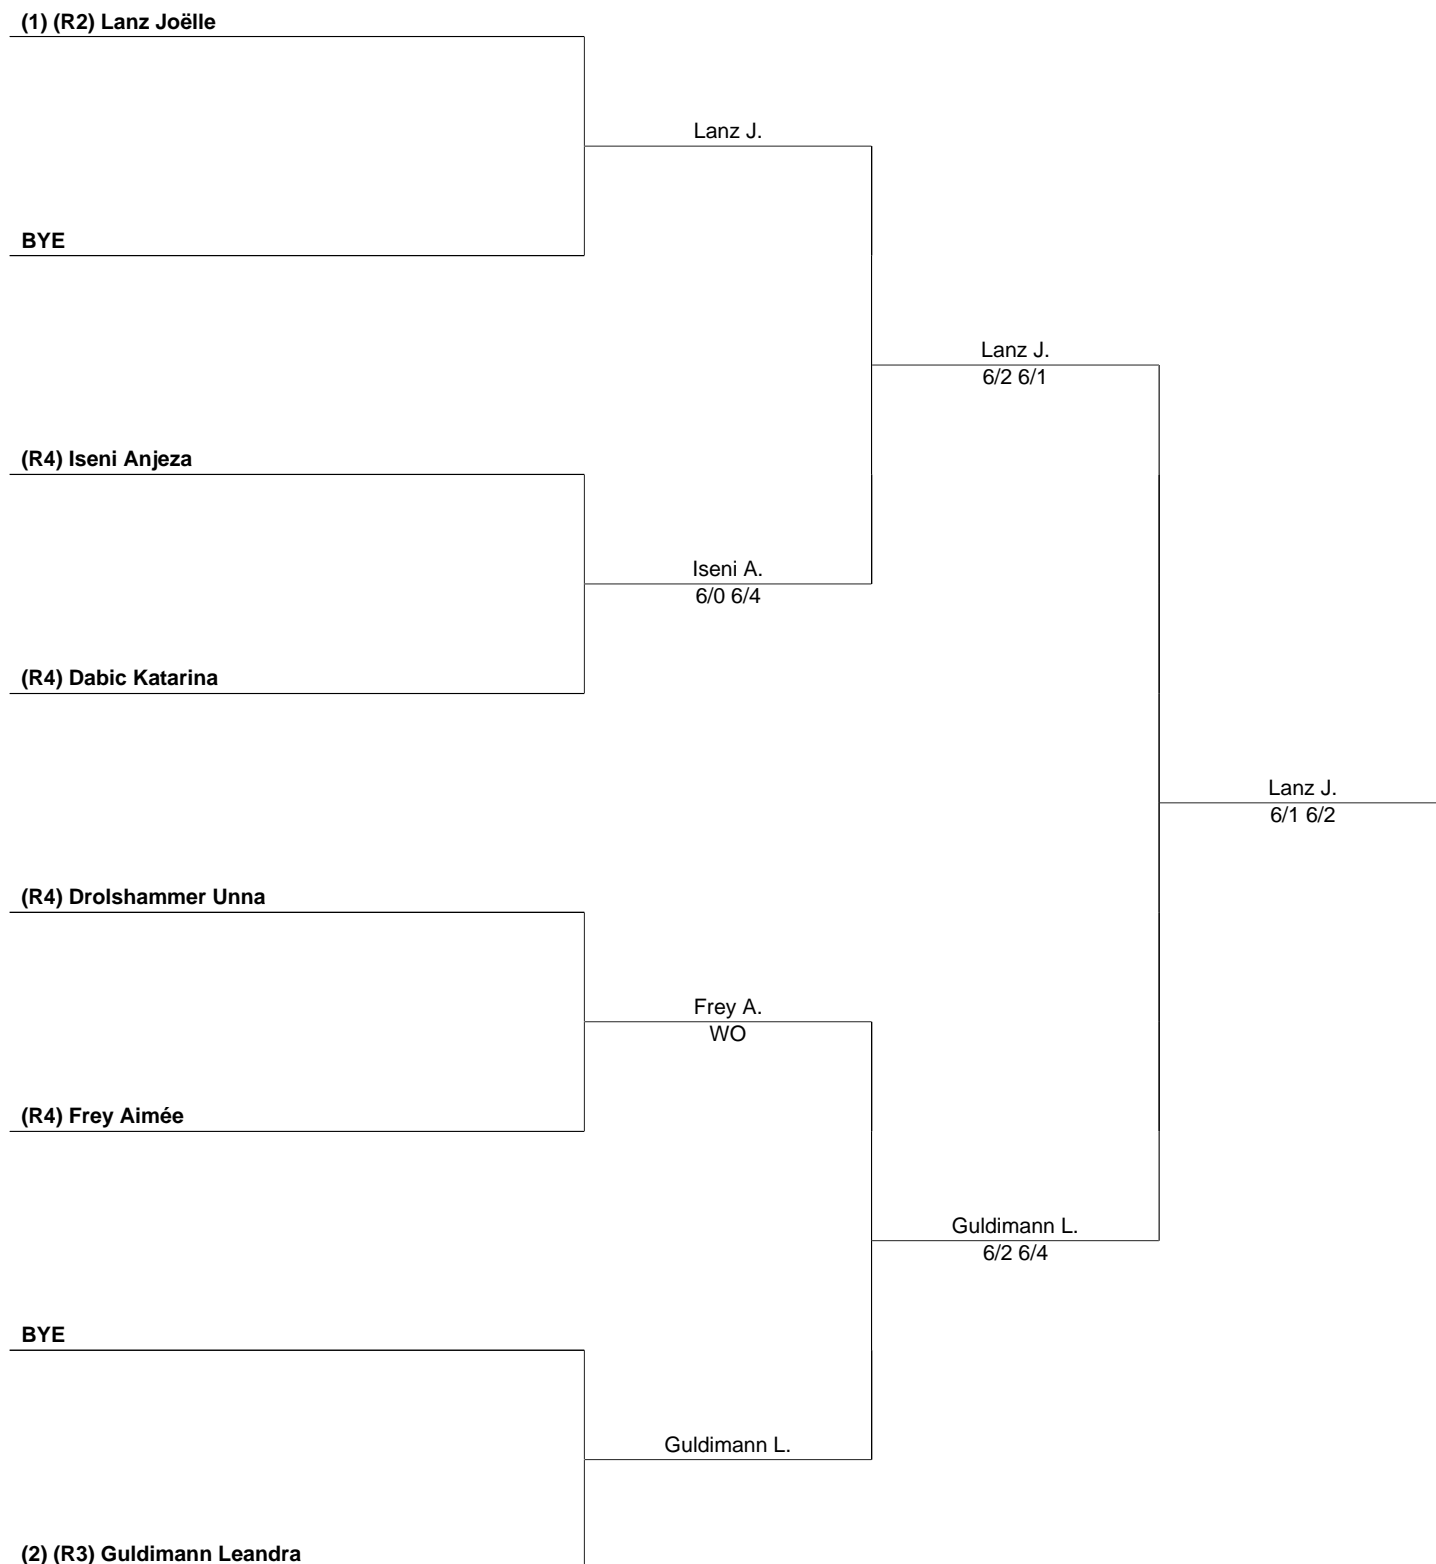 (1) (R2) Lanz Joëlle
Lanz J.
BYE
Lanz J.
6/2 6/1
(R4) Iseni Anjeza
Iseni A.
6/0 6/4
(R4) Dabic Katarina
Lanz J.
6/1 6/2
(R4) Drolshammer Unna
Frey A.
WO
(R4) Frey Aimée
Guldimann L.
6/2 6/4
BYE
Guldimann L.
(2) (R3) Guldimann Leandra